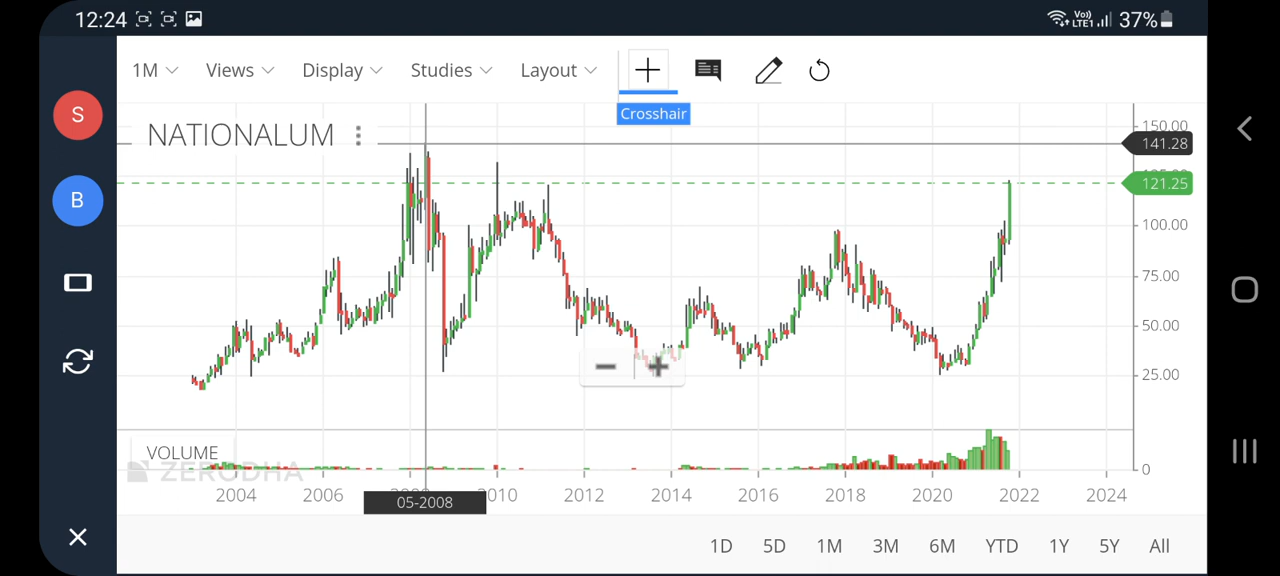 12:24
Vo)
LTE1
37%
S
1M
Views
Display
Studies
Layout
Crosshair
NATIONALUM
150.00
141.28
B
121.25
100.00
75.00
50.00
25.00
VOLUME
ZERODHA
0
2004 2006 2010 2012 2014 2016 2018 2020 2022 2024
05-2008
1D 5D 1M 3M 6M YTD 1Y 5Y All